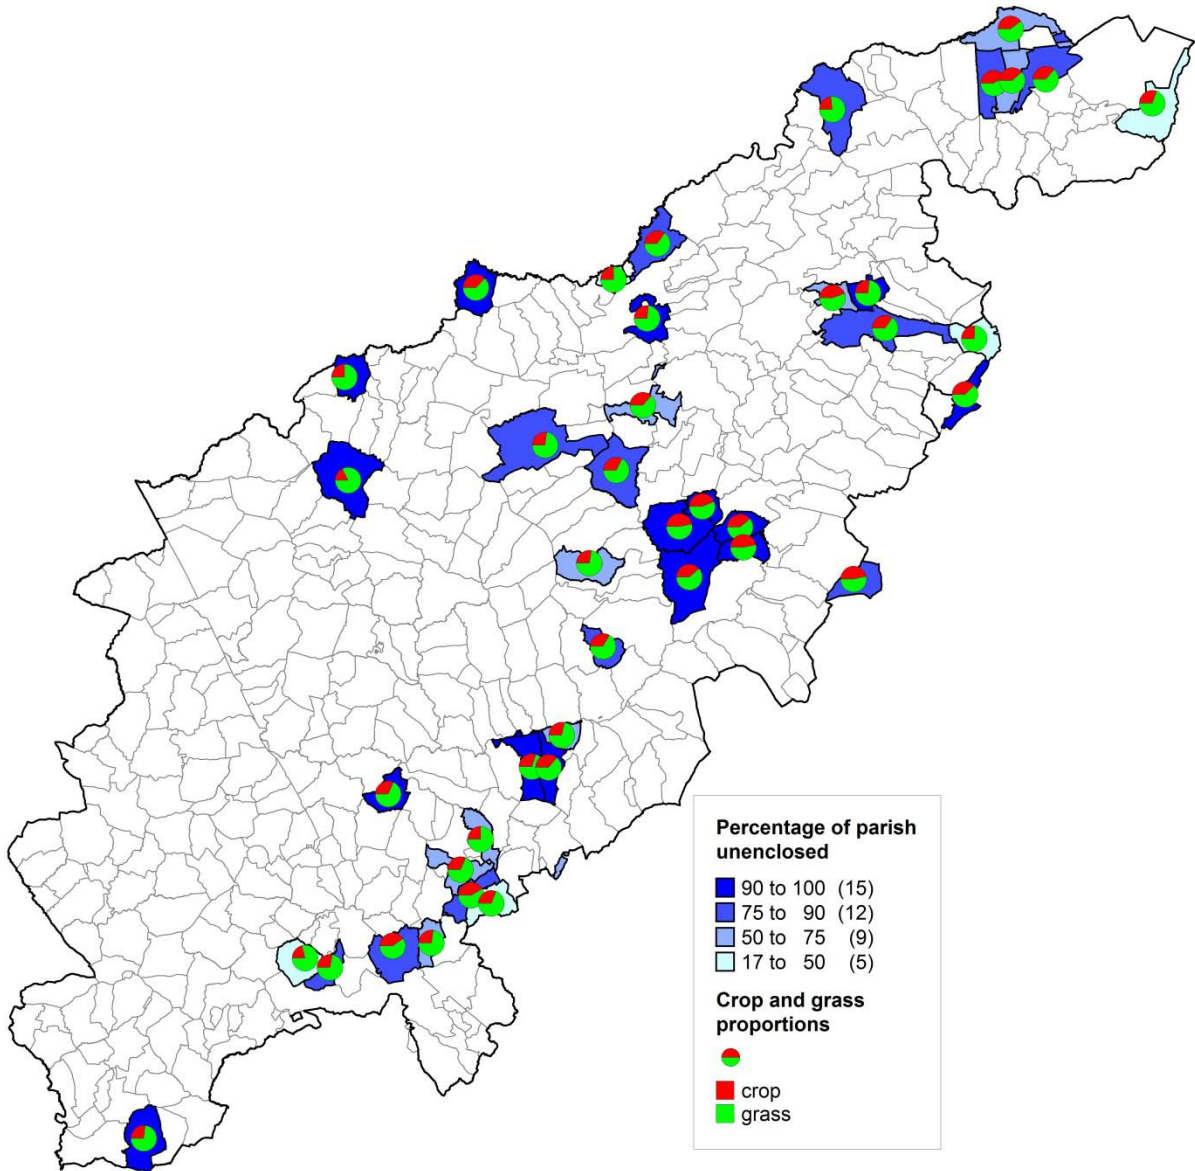 Percentage of parish
unenclosed
90 to 100 (15)
75 to 90 (12)
50 to 75 (9)
17 to 50 (5)
Crop and grass
proportions
crop
grass